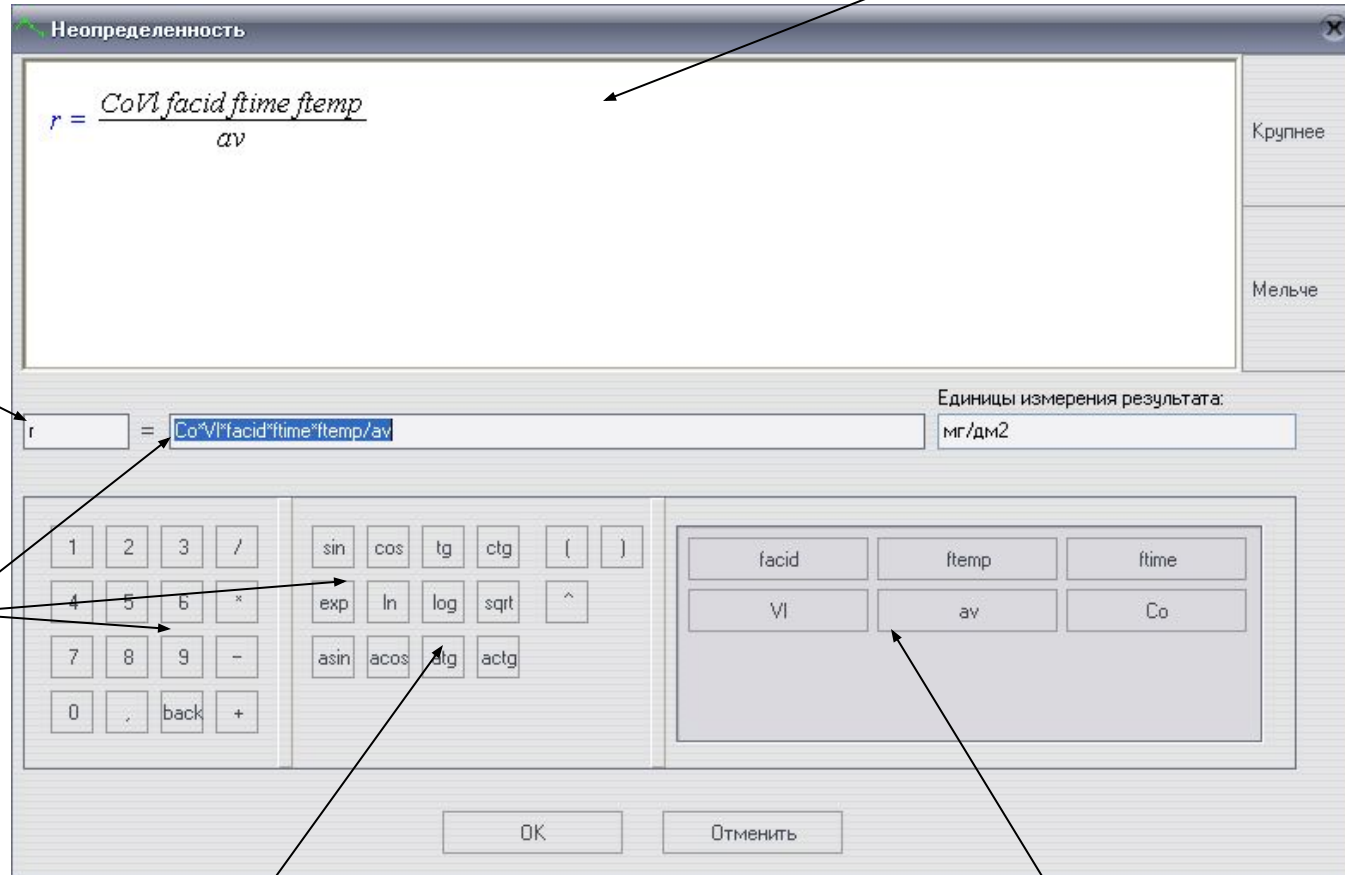 Неопределенность
r = CoVl facid ftime ftemp
av
Крупнее
Мельче
Единицы измерения результата:
r = Co*Vl*facid*ftime*ftemp/av мг/дм2
1 2 3 / sin cos tg ctg ( ) facid ftemp ftime
4 5 6 * exp ln log sqrt ^ Vl av Co
7 8 9 - asin acos atg actg
0 , back +
OK Отменить